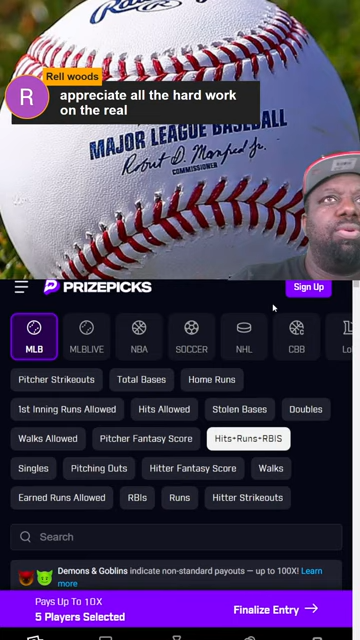 Rawlings
Rell woods
R
appreciate all the hard work
on the real
MAJOR LEAGUE BASEBALL
Robert D. Manfred Jr.
COMMISSIONER
PRIZEPICKS
Sign Up
MLB
MLBLIVE
NBA
SOCCER
NHL
CBB
Pitcher Strikeouts
Total Bases
Home Runs
1st Inning Runs Allowed
Hits Allowed
Stolen Bases
Doubles
Walks Allowed
Pitcher Fantasy Score
Hits+Runs+RBIS
Singles
Pitching Outs
Hitter Fantasy Score
Walks
Earned Runs Allowed
RBIs
Runs
Hitter Strikeouts
Search
Demons & Goblins indicate non-standard payouts — up to 100X! Learn
more
Pays Up To 10X
5 Players Selected
Finalize Entry